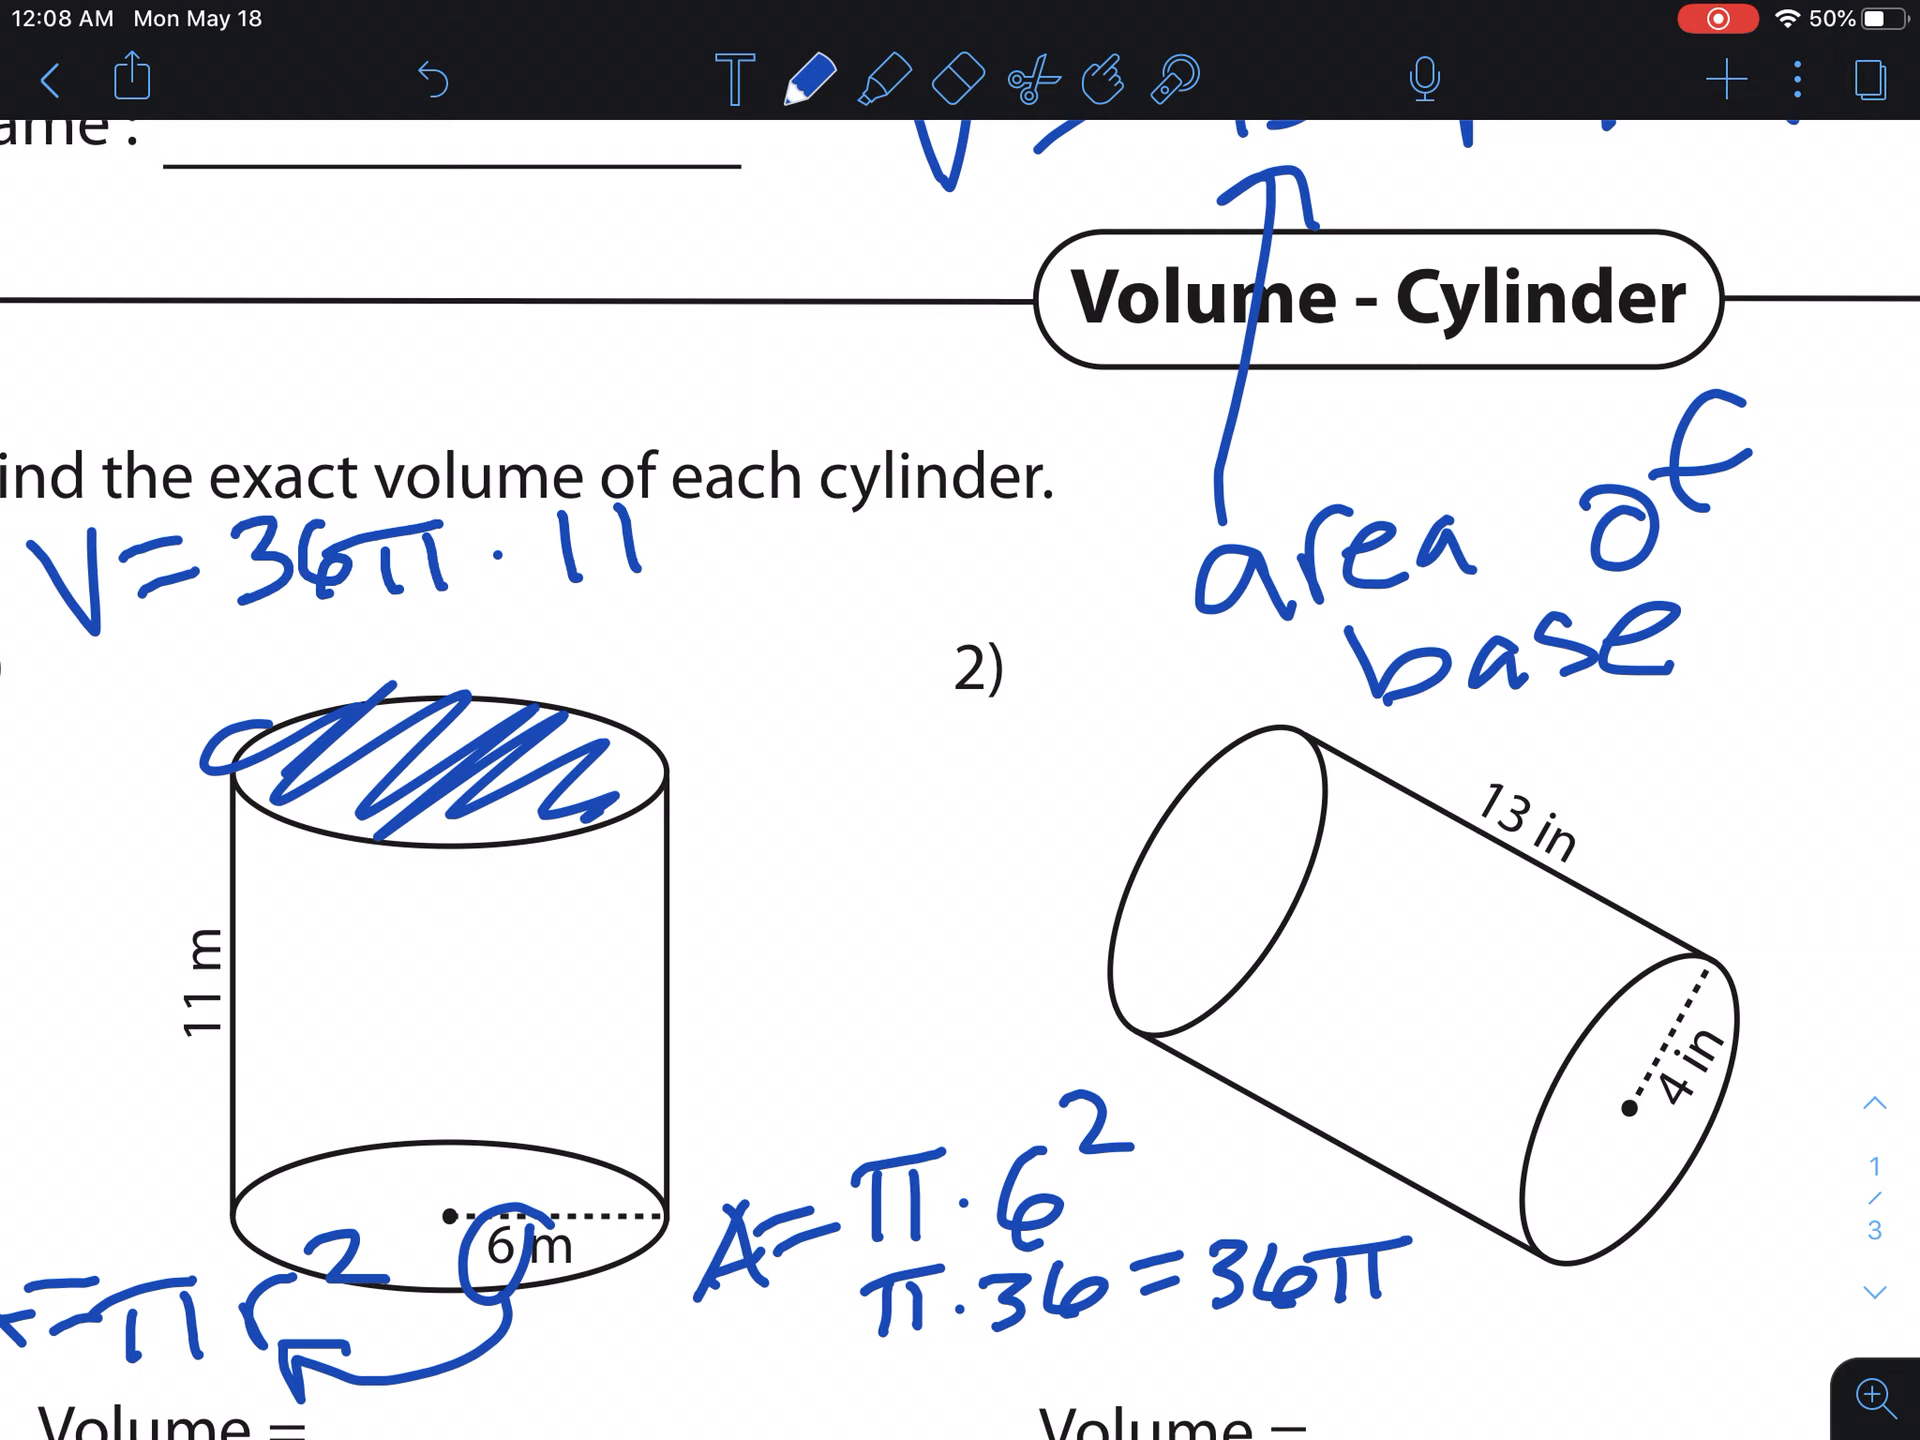 12:08 AM Mon May 18
50%
T
ame :
Volume - Cylinder
ind the exact volume of each cylinder.
V = 36π · 11
area of
base
2)
13 in
11 m
4 in
6 m
= π r²
A = π · 6²
π · 36 = 36π
1
/
3
Volume =
Volume =